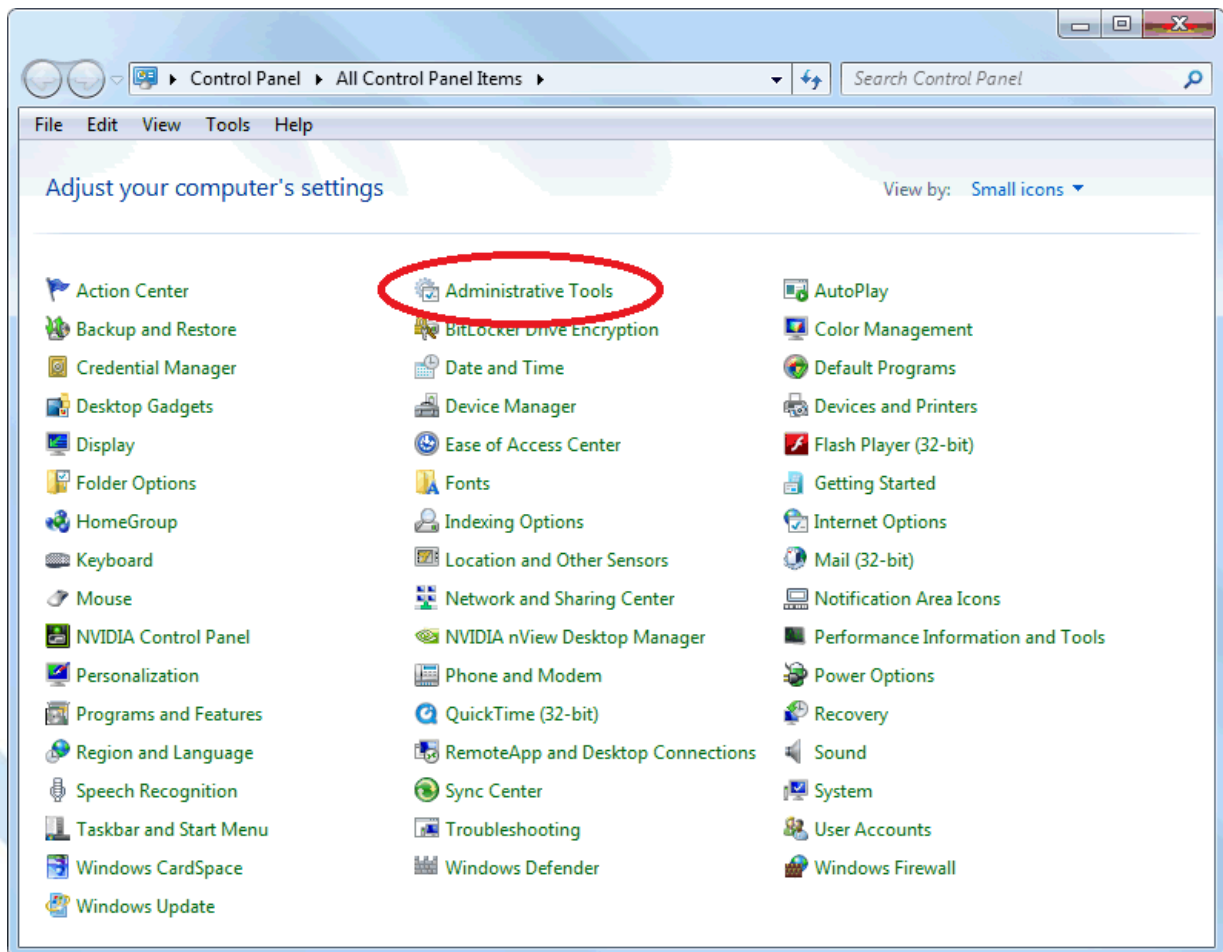 Control Panel All Control Panel Items Search Control Panel
File Edit View Tools Help
Adjust your computer's settings View by: Small icons
Action Center Administrative Tools AutoPlay
Backup and Restore BitLocker Drive Encryption Color Management
Credential Manager Date and Time Default Programs
Desktop Gadgets Device Manager Devices and Printers
Display Ease of Access Center Flash Player (32-bit)
Folder Options Fonts Getting Started
HomeGroup Indexing Options Internet Options
Keyboard Location and Other Sensors Mail (32-bit)
Mouse Network and Sharing Center Notification Area Icons
NVIDIA Control Panel NVIDIA nView Desktop Manager Performance Information and Tools
Personalization Phone and Modem Power Options
Programs and Features QuickTime (32-bit) Recovery
Region and Language RemoteApp and Desktop Connections Sound
Speech Recognition Sync Center System
Taskbar and Start Menu Troubleshooting User Accounts
Windows CardSpace Windows Defender Windows Firewall
Windows Update